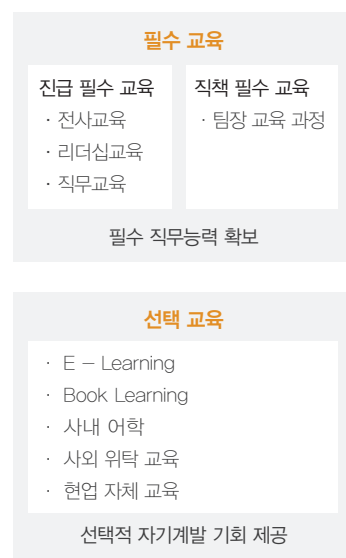 필수 교육
진급 필수 교육
· 전사교육
· 리더십교육
· 직무교육
직책 필수 교육
· 팀장 교육 과정
필수 직무능력 확보
선택 교육
· E - Learning
· Book Learning
· 사내 어학
· 사외 위탁 교육
· 현업 자체 교육
선택적 자기계발 기회 제공